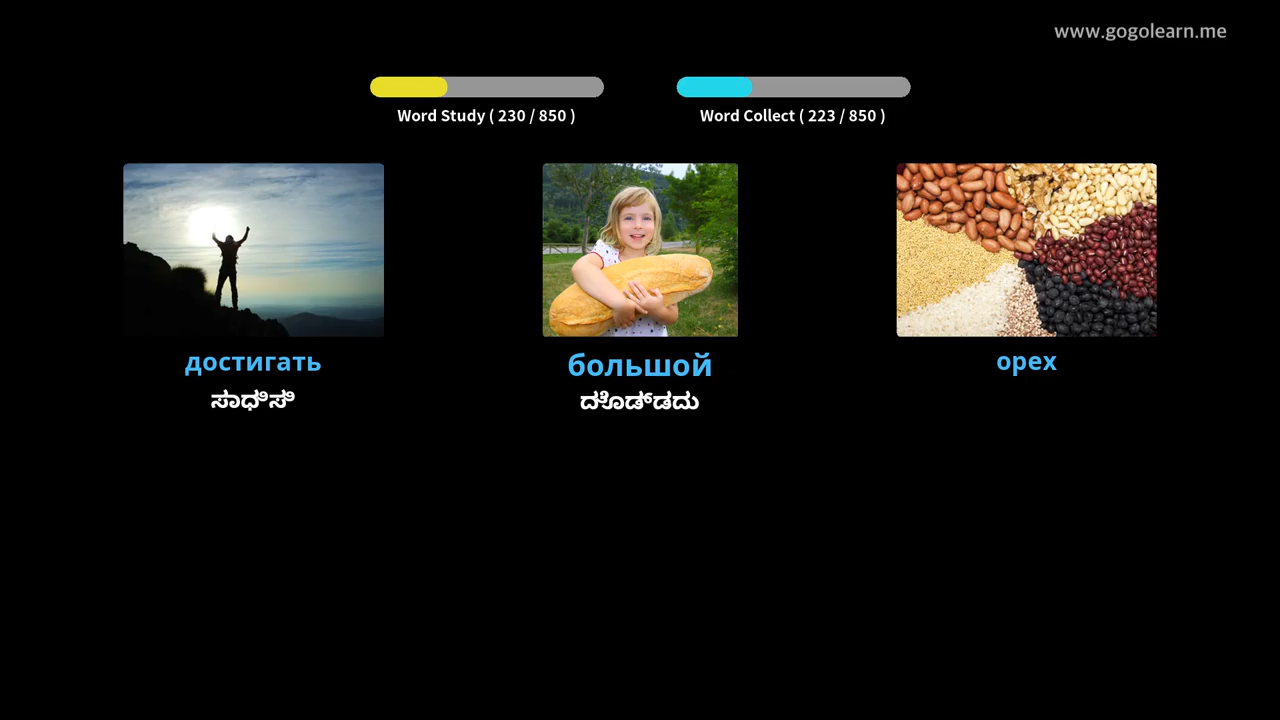 www.gogolearn.me
Word Study ( 230 / 850 )
Word Collect ( 223 / 850 )
достигать
большой
орех
ಸಾಧಿಸಿ
ದೊಡ್ಡದು